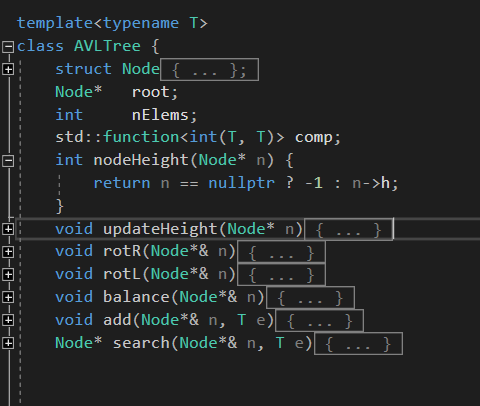 template<typename T>
class AVLTree {
struct Node { ... };
Node* root;
int nElems;
std::function<int(T, T)> comp;
int nodeHeight(Node* n) {
return n == nullptr ? -1 : n->h;
}
void updateHeight(Node* n) { ... }
void rotR(Node*& n) { ... }
void rotL(Node*& n) { ... }
void balance(Node*& n) { ... }
void add(Node*& n, T e) { ... }
Node* search(Node*& n, T e) { ... }